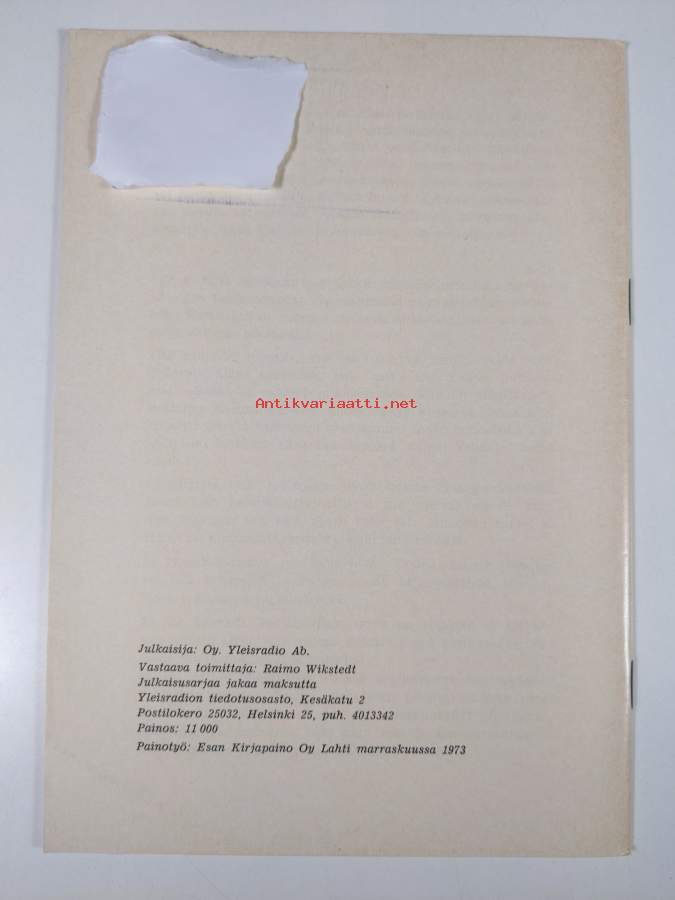 Antikvariaatti.net
Julkaisija: Oy. Yleisradio Ab.
Vastaava toimittaja: Raimo Wikstedt
Julkaisusarjaa jakaa maksutta
Yleisradion tiedotusosasto, Kesäkatu 2
Postilokero 25032, Helsinki 25, puh. 4013342
Painos: 11 000
Painotyö: Esan Kirjapaino Oy Lahti marraskuussa 1973